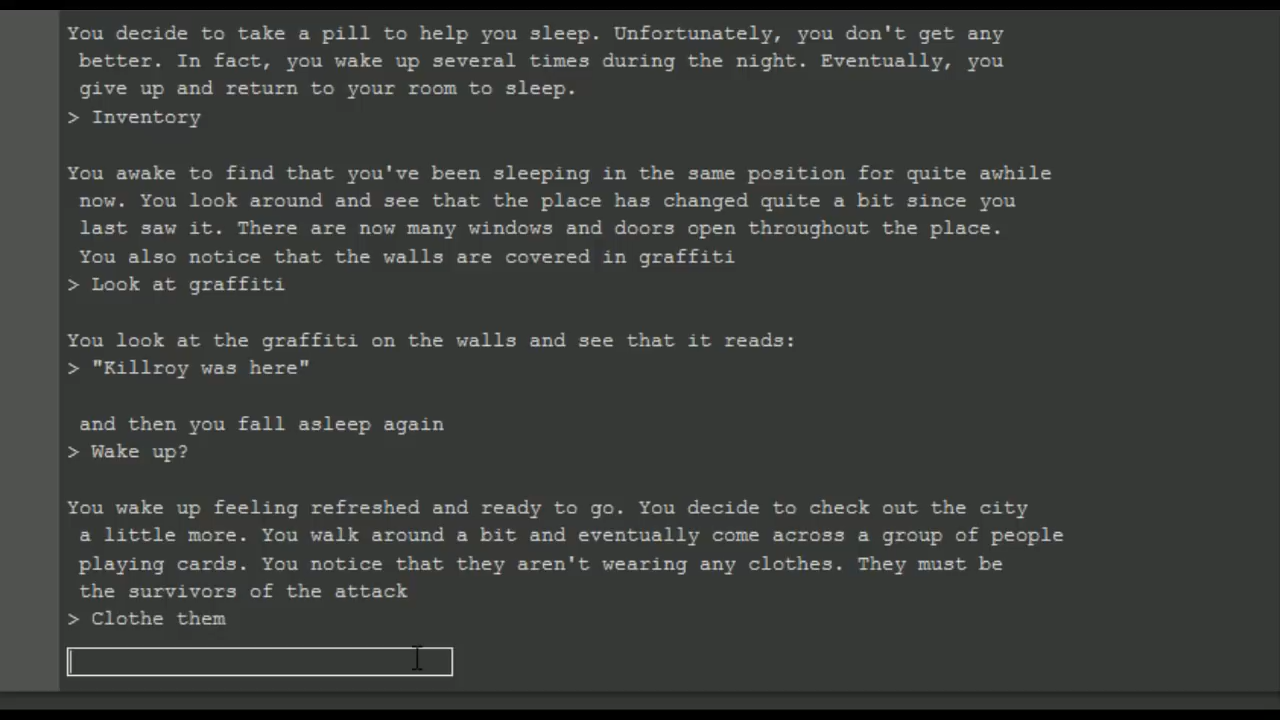 You decide to take a pill to help you sleep. Unfortunately, you don't get any
better. In fact, you wake up several times during the night. Eventually, you
give up and return to your room to sleep.
> Inventory
You awake to find that you've been sleeping in the same position for quite awhile
now. You look around and see that the place has changed quite a bit since you
last saw it. There are now many windows and doors open throughout the place.
You also notice that the walls are covered in graffiti
> Look at graffiti
You look at the graffiti on the walls and see that it reads:
> "Killroy was here"
and then you fall asleep again
> Wake up?
You wake up feeling refreshed and ready to go. You decide to check out the city
a little more. You walk around a bit and eventually come across a group of people
playing cards. You notice that they aren't wearing any clothes. They must be
the survivors of the attack
> Clothe them